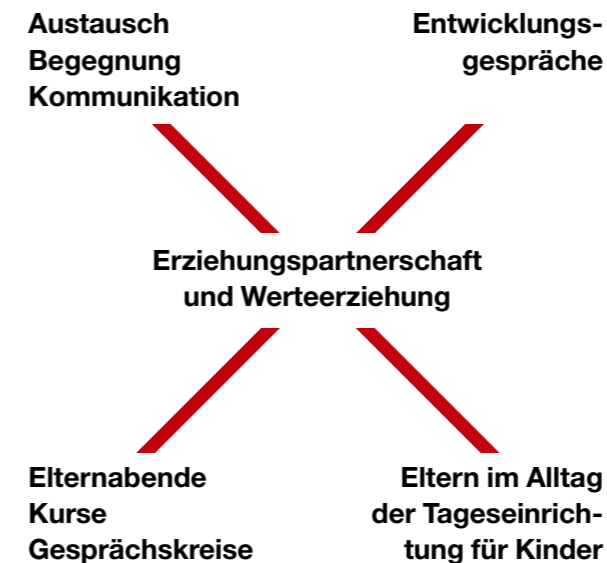 Austausch
Begegnung
Kommunikation
Entwicklungs-
gespräche
Erziehungspartnerschaft
und Werteerziehung
Elternabende
Kurse
Gesprächskreise
Eltern im Alltag
der Tageseinrich-
tung für Kinder